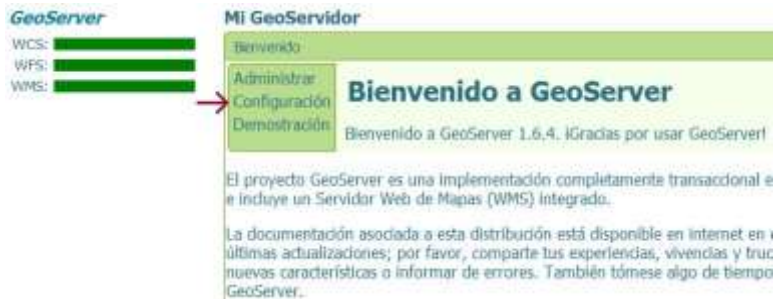 GeoServer
WCS:
WFS:
WMS:
Mi GeoServidor
Bienvenido
Administrar
Configuración
Demostración
Bienvenido a GeoServer
Bienvenido a GeoServer 1.6.4. ¡Gracias por usar GeoServer!
El proyecto GeoServer es una implementación completamente transaccional e
e incluye un Servidor Web de Mapas (WMS) integrado.
La documentación asociada a esta distribución está disponible en internet en
últimas actualizaciones; por favor, comparte tus experiencias, vivencias y truc
nuevas características o informar de errores. También tómese algo de tiempo
GeoServer.